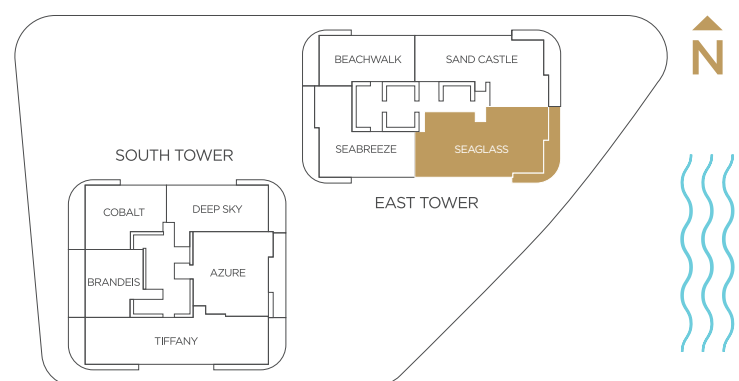 N
BEACHWALK
SAND CASTLE
SEABREEZE
SEAGLASS
EAST TOWER
SOUTH TOWER
COBALT
DEEP SKY
BRANDEIS
AZURE
TIFFANY